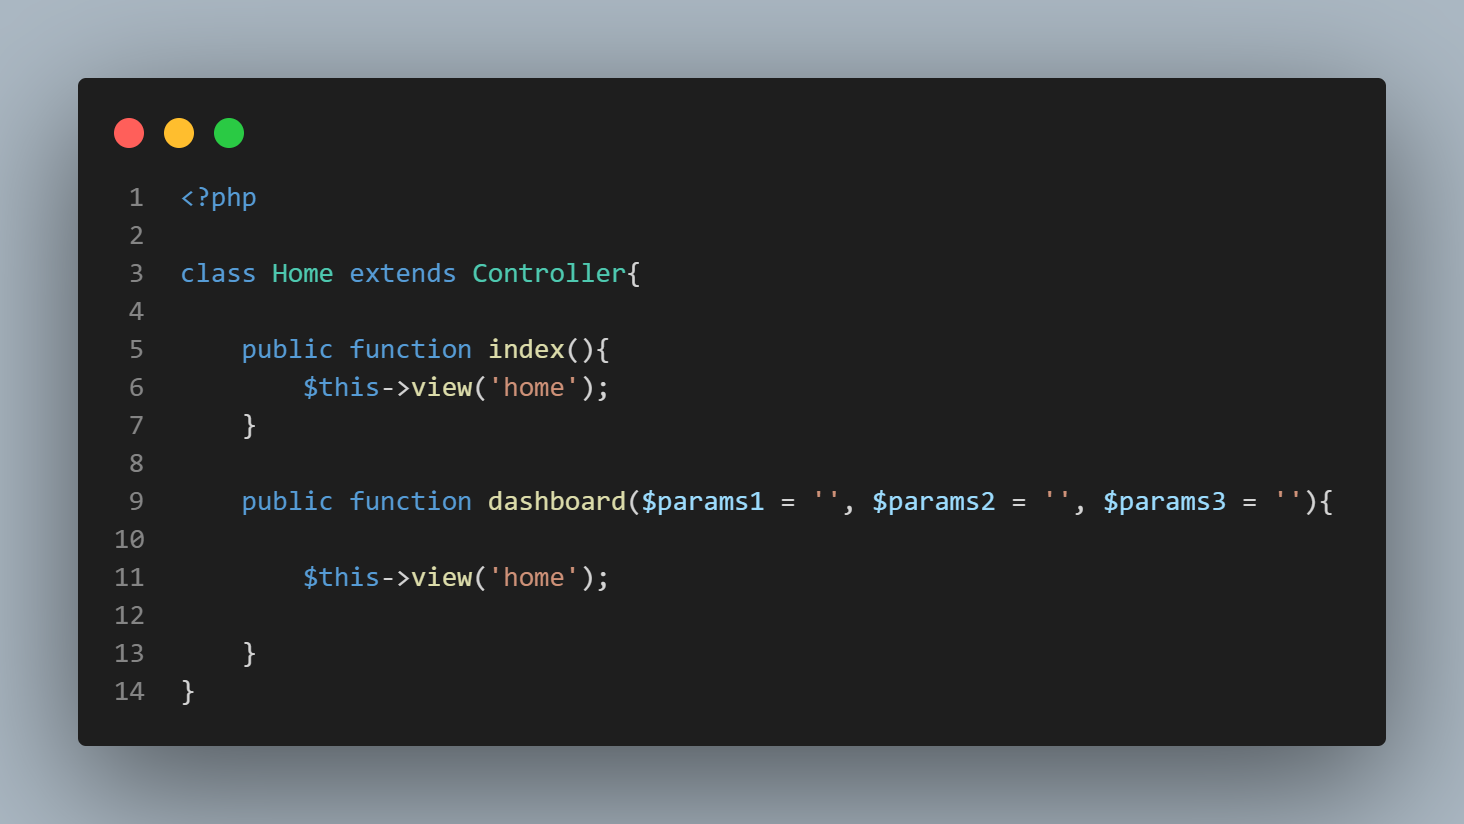 1 <?php
2
3 class Home extends Controller{
4
5     public function index(){
6         $this->view('home');
7     }
8
9     public function dashboard($params1 = '', $params2 = '', $params3 = ''){
10
11         $this->view('home');
12
13     }
14 }